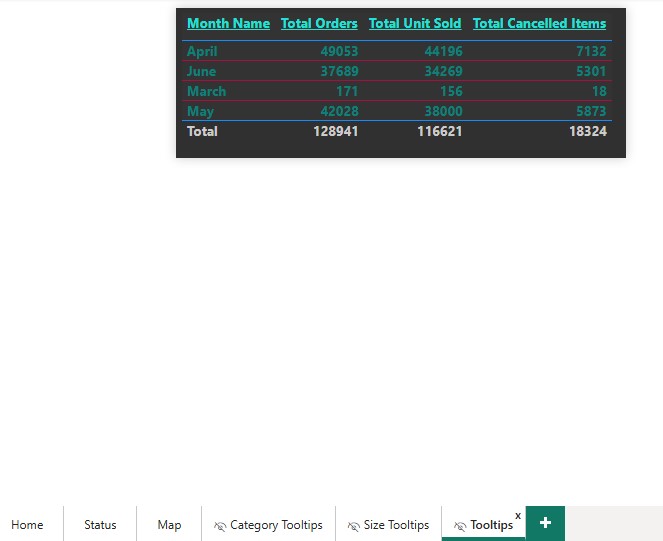 Month Name Total Orders Total Unit Sold Total Cancelled Items
April 49053 44196 7132
June 37689 34269 5301
March 171 156 18
May 42028 38000 5873
Total 128941 116621 18324
Home Status Map Category Tooltips Size Tooltips Tooltips x +